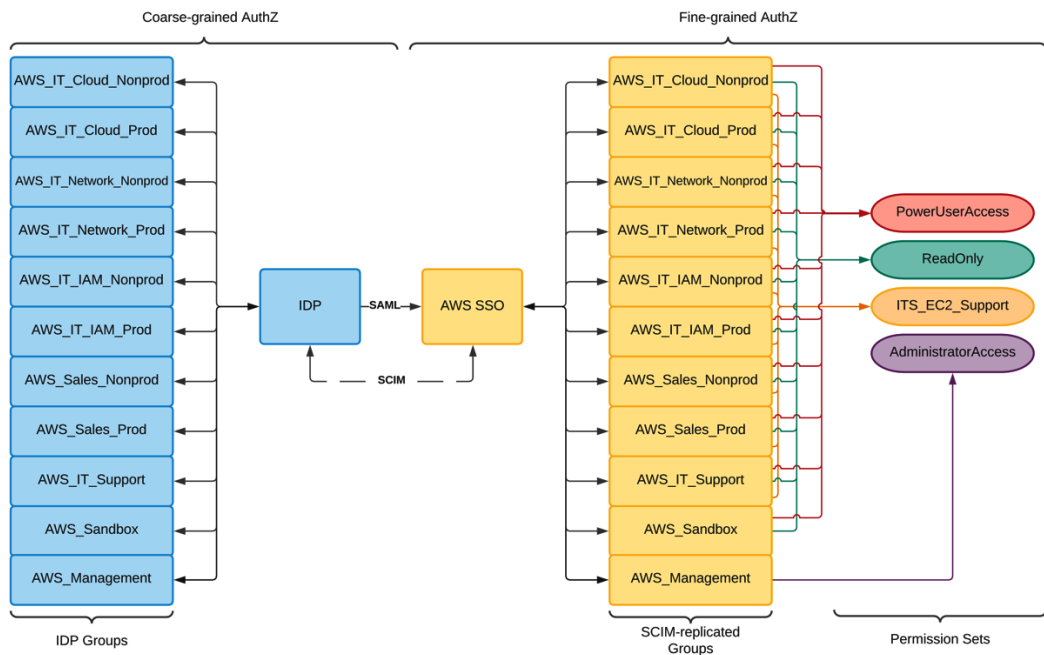 Coarse-grained AuthZ
Fine-grained AuthZ
AWS_IT_Cloud_Nonprod
AWS_IT_Cloud_Prod
AWS_IT_Network_Nonprod
AWS_IT_Network_Prod
AWS_IT_IAM_Nonprod
AWS_IT_IAM_Prod
AWS_Sales_Nonprod
AWS_Sales_Prod
AWS_IT_Support
AWS_Sandbox
AWS_Management
IDP Groups
IDP
SAML
AWS SSO
SCIM
AWS_IT_Cloud_Nonprod
AWS_IT_Cloud_Prod
AWS_IT_Network_Nonprod
AWS_IT_Network_Prod
AWS_IT_IAM_Nonprod
AWS_IT_IAM_Prod
AWS_Sales_Nonprod
AWS_Sales_Prod
AWS_IT_Support
AWS_Sandbox
AWS_Management
SCIM-replicated
Groups
PowerUserAccess
ReadOnly
ITS_EC2_Support
AdministratorAccess
Permission Sets